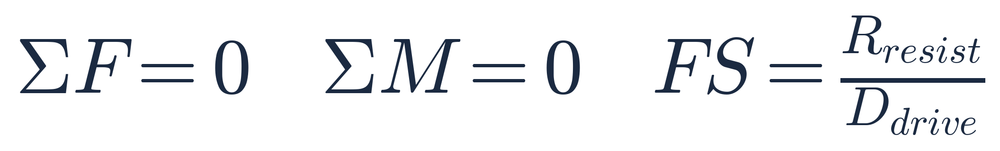 ΣF = 0 ΣM = 0 FS = R_resist / D_drive